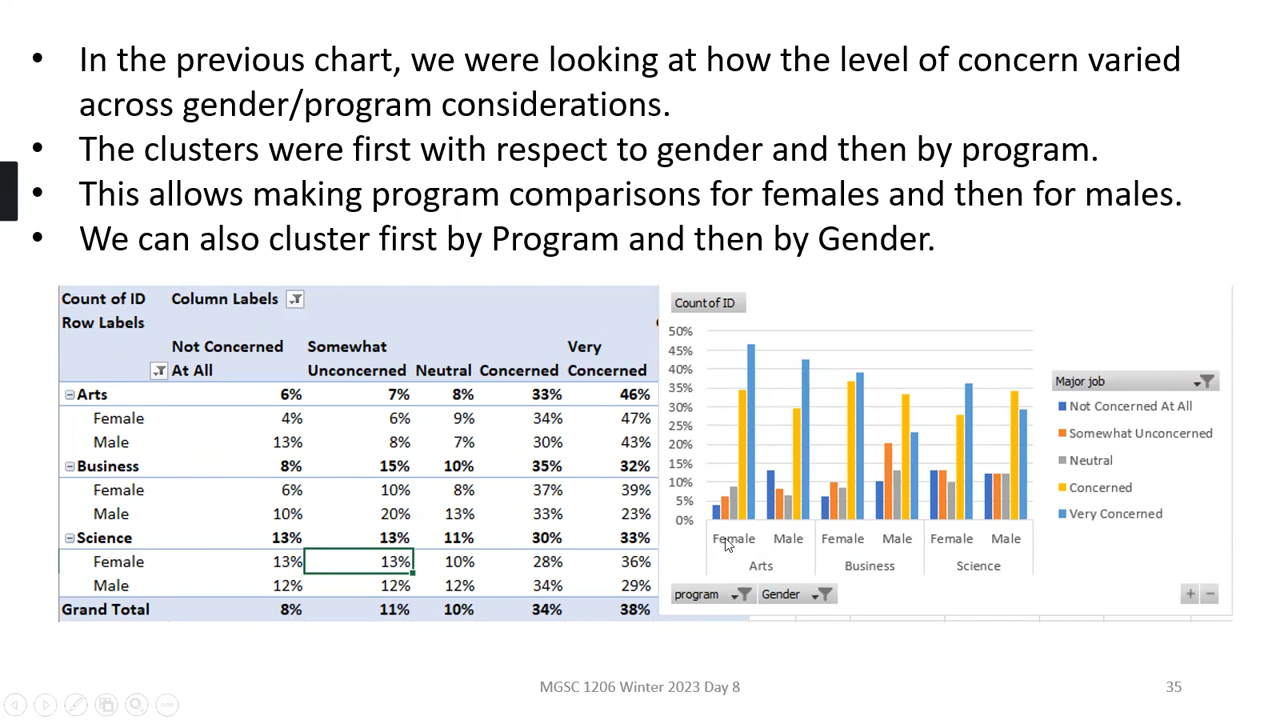 • In the previous chart, we were looking at how the level of concern varied
across gender/program considerations.
• The clusters were first with respect to gender and then by program.
• This allows making program comparisons for females and then for males.
• We can also cluster first by Program and then by Gender.
Count of ID Column Labels
Row Labels
Not Concerned Somewhat Very
At All Unconcerned Neutral Concerned Concerned
Arts 6% 7% 8% 33% 46%
Female 4% 6% 9% 34% 47%
Male 13% 8% 7% 30% 43%
Business 8% 15% 10% 35% 32%
Female 6% 10% 8% 37% 39%
Male 10% 20% 13% 33% 23%
Science 13% 13% 11% 30% 33%
Female 13% 13% 10% 28% 36%
Male 12% 12% 12% 34% 29%
Grand Total 8% 11% 10% 34% 38%
Count of ID
50%
45%
40%
35%
30%
25%
20%
15%
10%
5%
0%
Female Male Female Male Female Male
Arts Business Science
program Gender
Major job
Not Concerned At All
Somewhat Unconcerned
Neutral
Concerned
Very Concerned
MGSC 1206 Winter 2023 Day 8 35